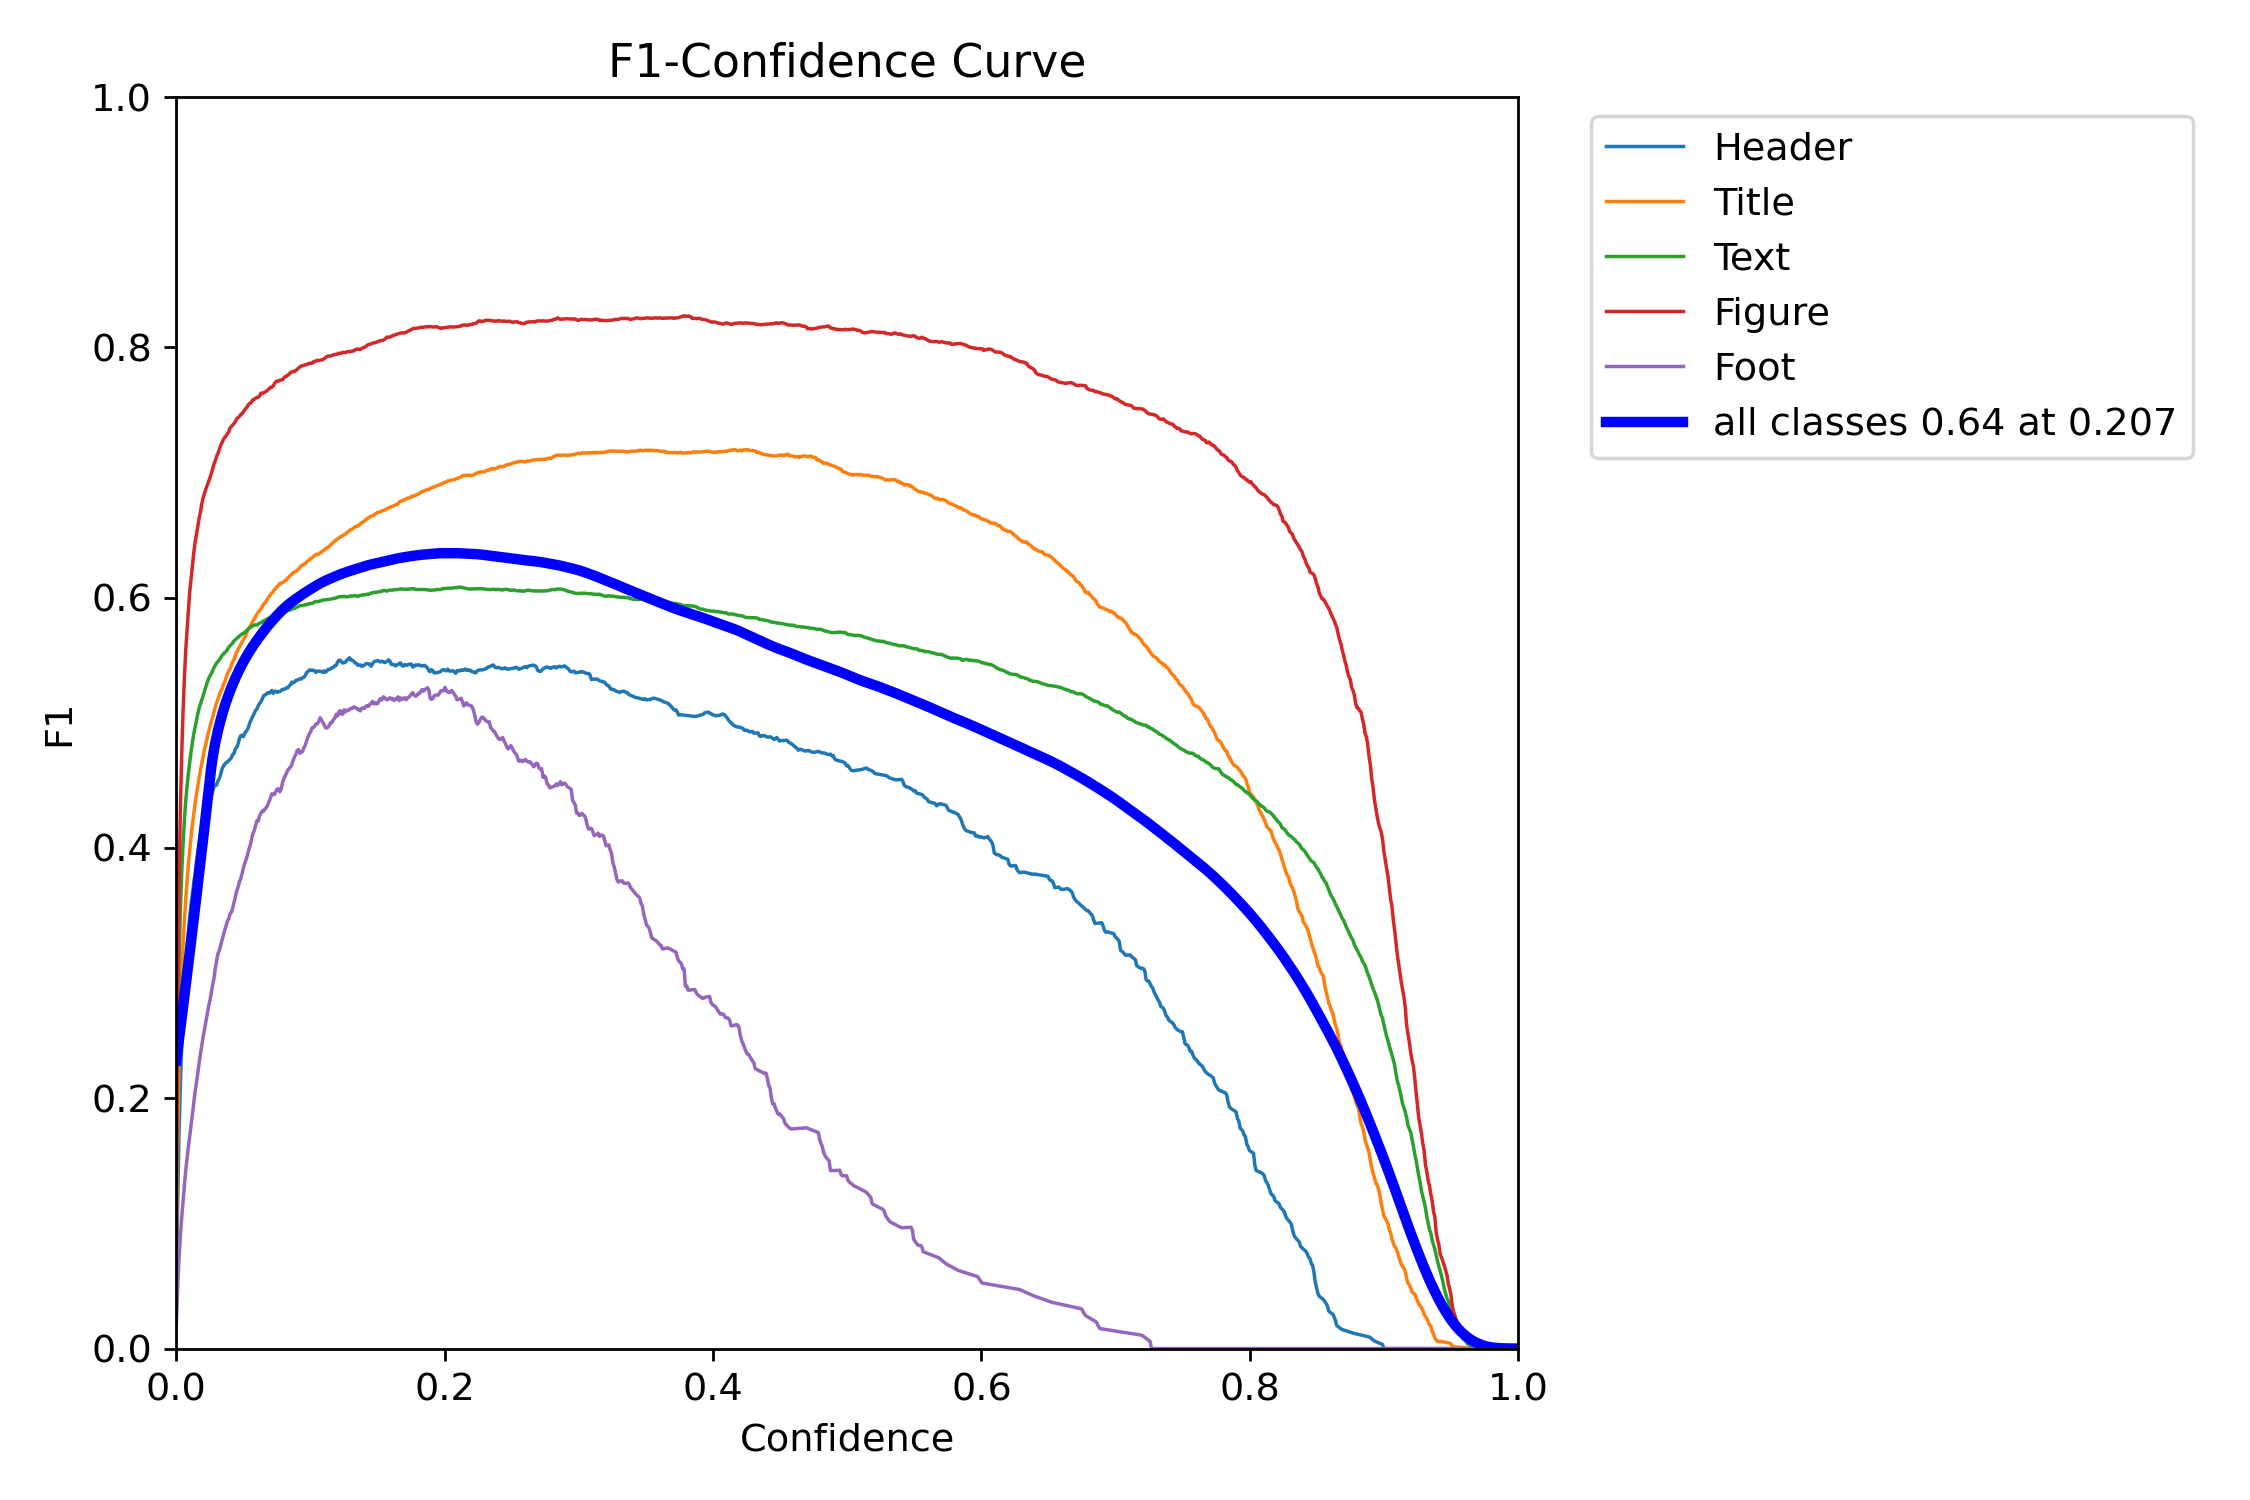 F1-Confidence Curve
1.0
0.8
0.6
0.4
0.2
0.0
F1
0.0 0.2 0.4 0.6 0.8 1.0
Confidence
Header
Title
Text
Figure
Foot
all classes 0.64 at 0.207